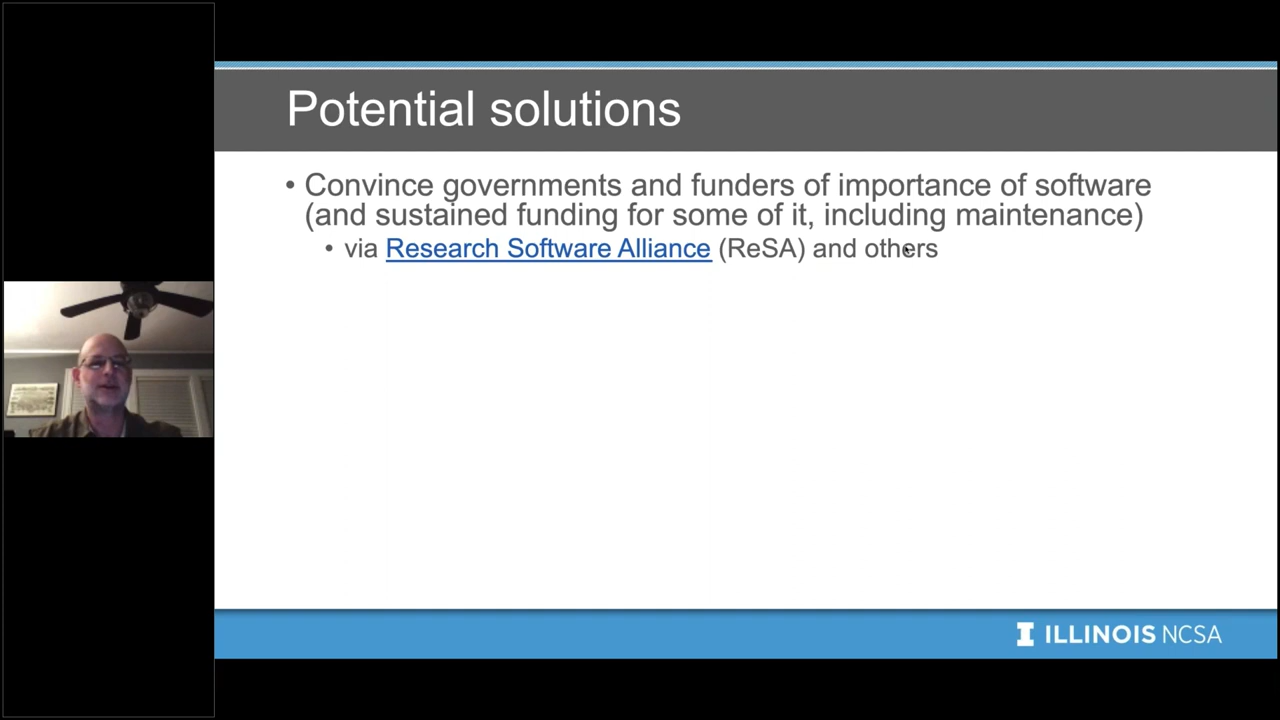 Potential solutions
• Convince governments and funders of importance of software
(and sustained funding for some of it, including maintenance)
• via Research Software Alliance (ReSA) and others
ILLINOIS NCSA